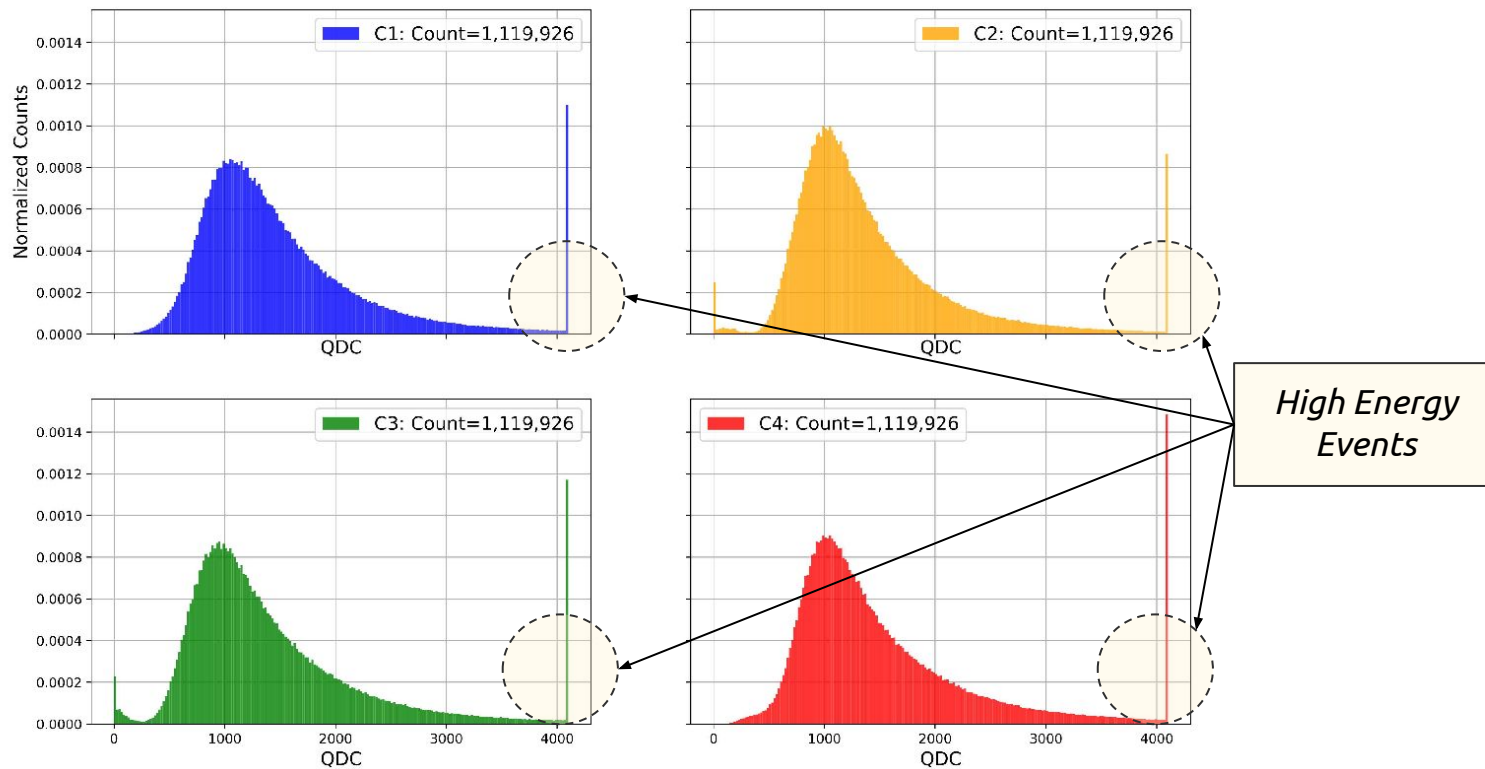 C1: Count=1,119,926
C2: Count=1,119,926
0.0014
0.0012
0.0010
0.0008
0.0006
0.0004
0.0002
0.0000
Normalized Counts
QDC
QDC
High Energy
Events
C3: Count=1,119,926
C4: Count=1,119,926
0.0014
0.0012
0.0010
0.0008
0.0006
0.0004
0.0002
0.0000
0 1000 2000 3000 4000
0 1000 2000 3000 4000
QDC
QDC